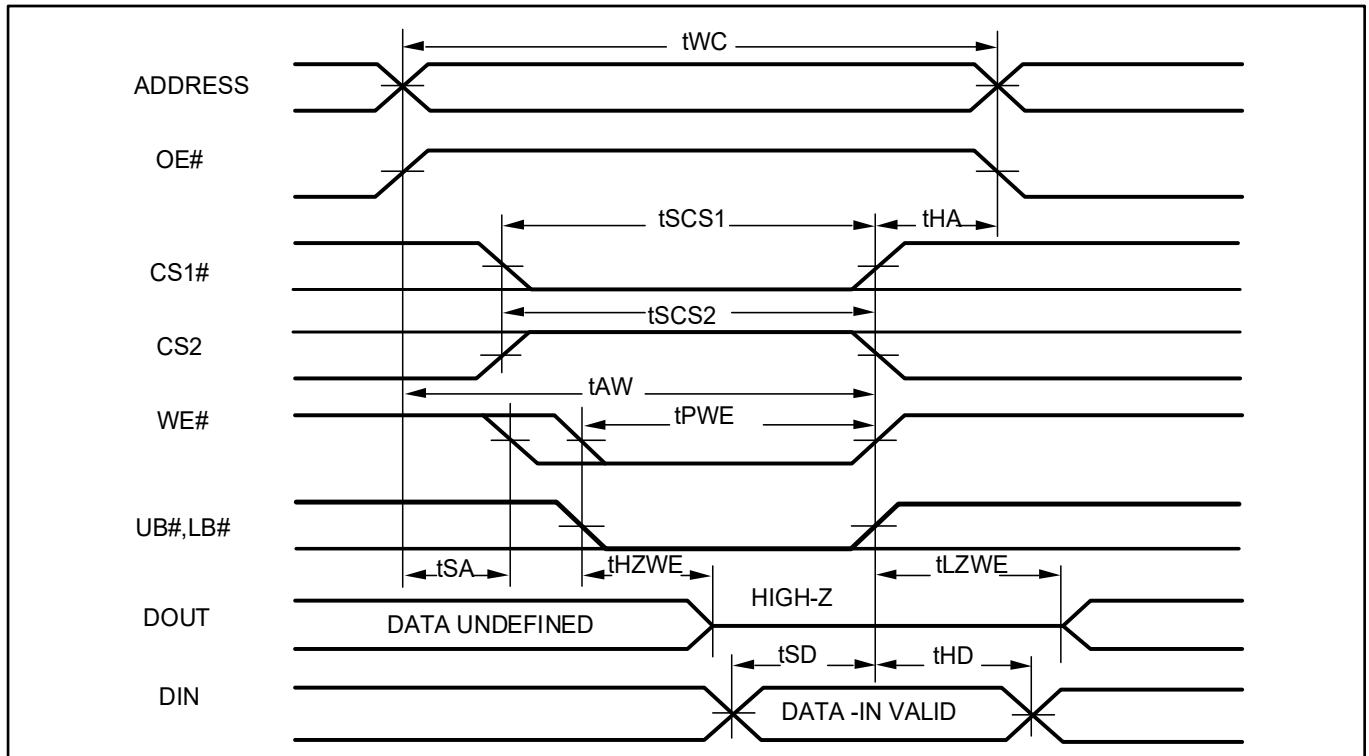 tWC
ADDRESS
OE#
tSCS1
tHA
CS1#
tSCS2
CS2
tAW
WE#
tPWE
UB#,LB#
tSA
tHZWE
tLZWE
HIGH-Z
DOUT
DATA UNDEFINED
tSD
tHD
DIN
DATA -IN VALID